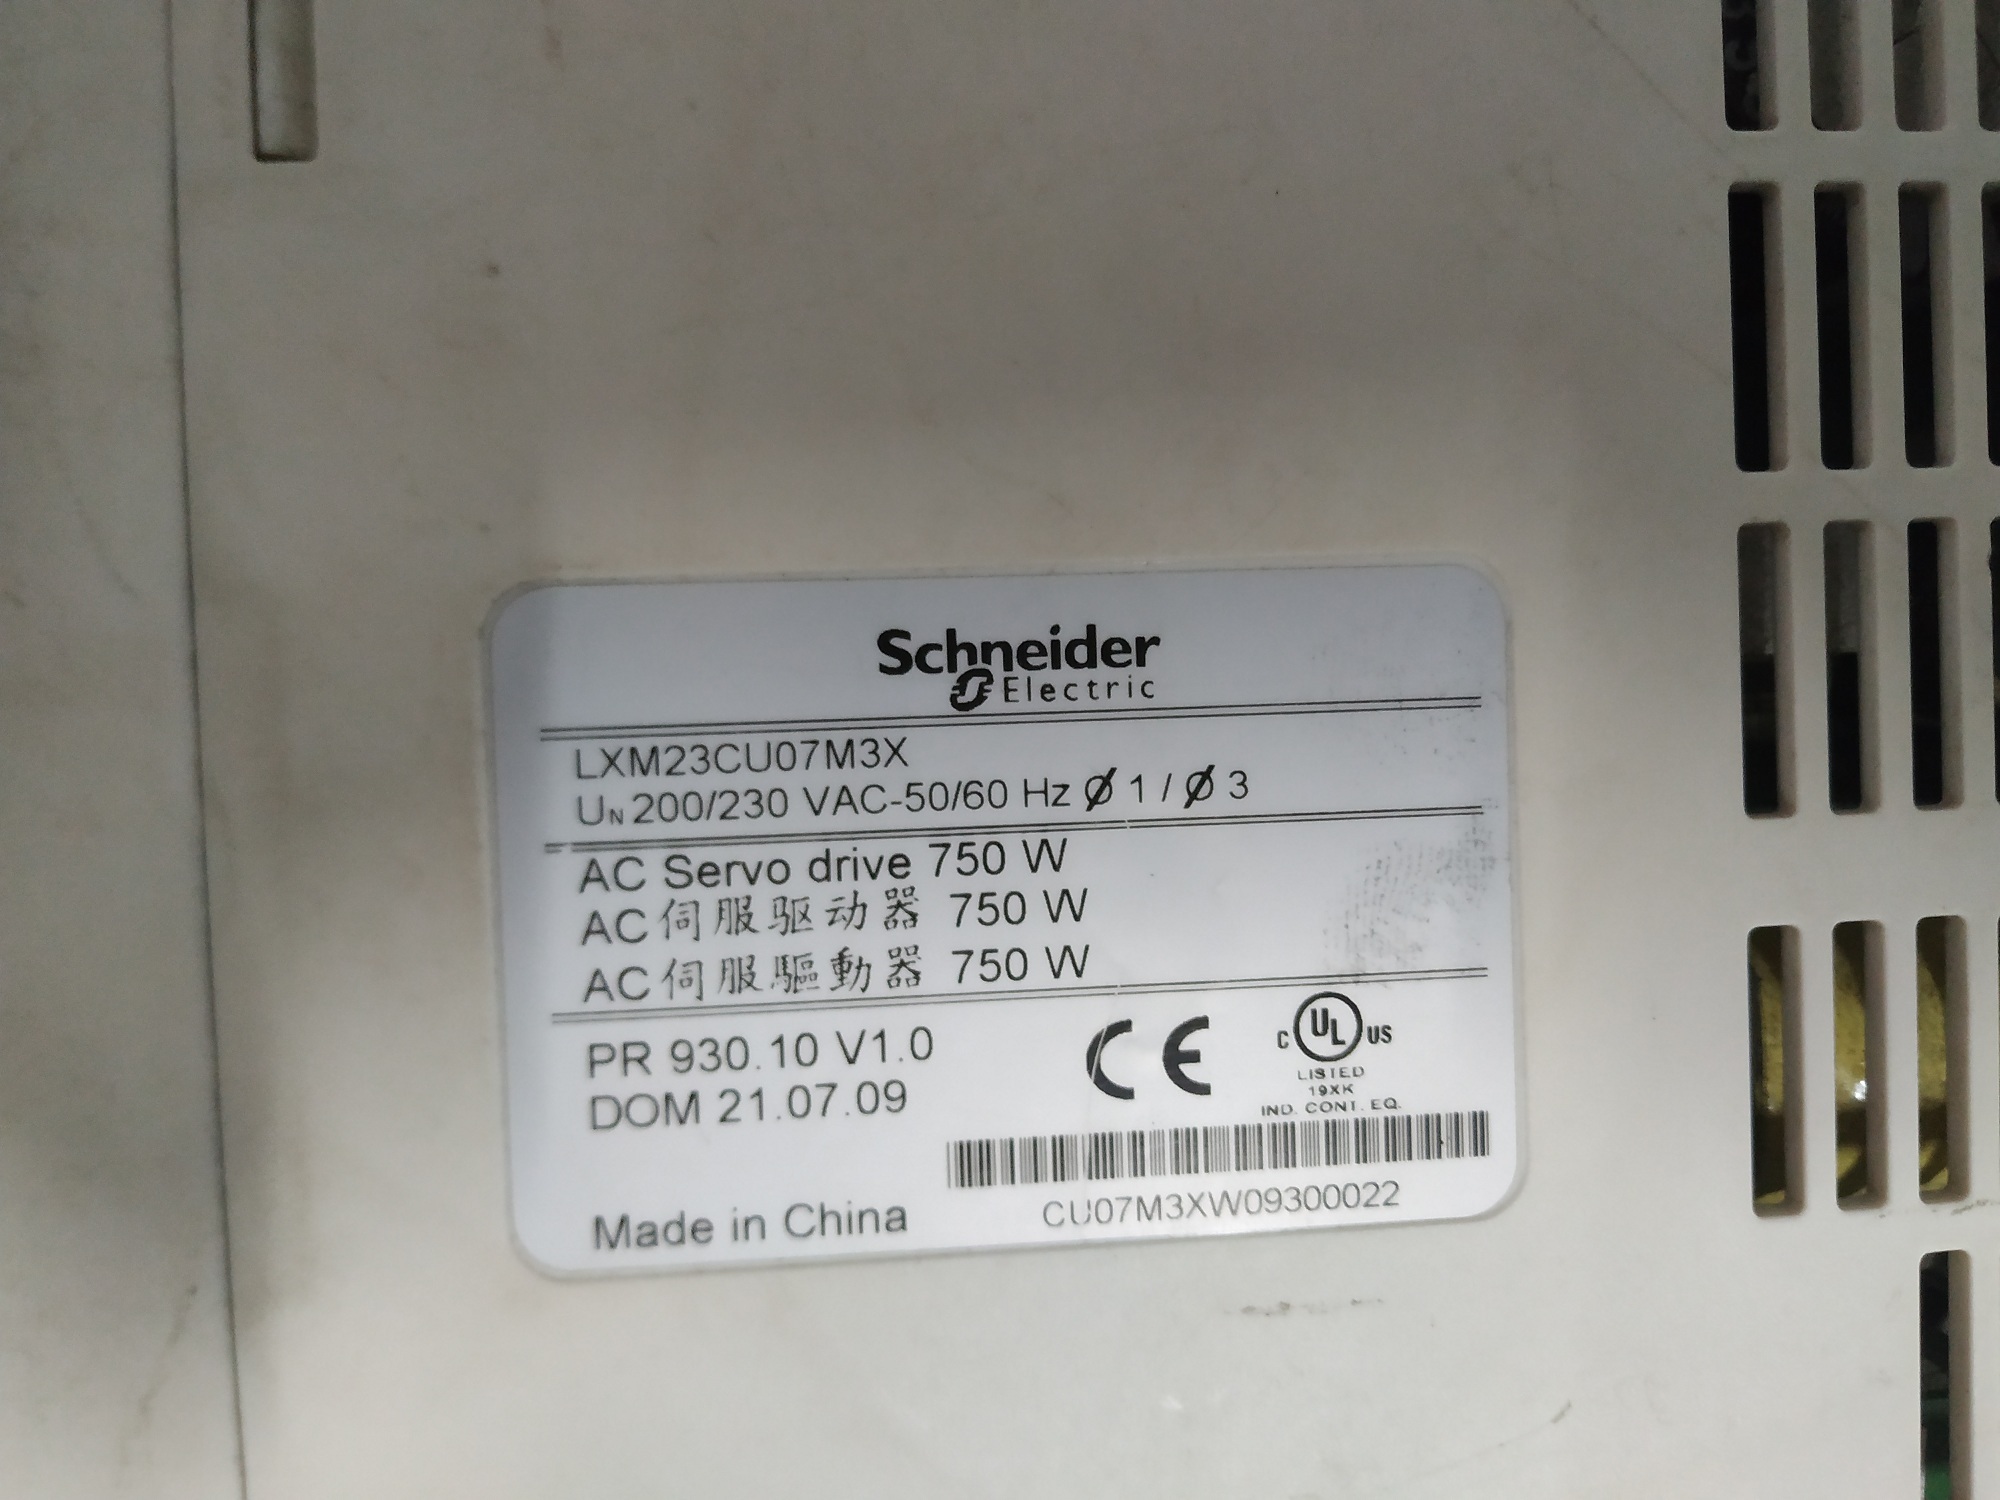 Schneider
Electric
LXM23CU07M3X
UN 200/230 VAC-50/60 Hz Ø 1 / Ø 3
AC Servo drive 750 W
AC 伺服驱动器 750 W
AC 伺服驅動器 750 W
PR 930.10 V1.0
DOM 21.07.09
CE
C UL US
LISTED
19XK
IND. CONT. EQ.
CU07M3XW09300022
Made in China